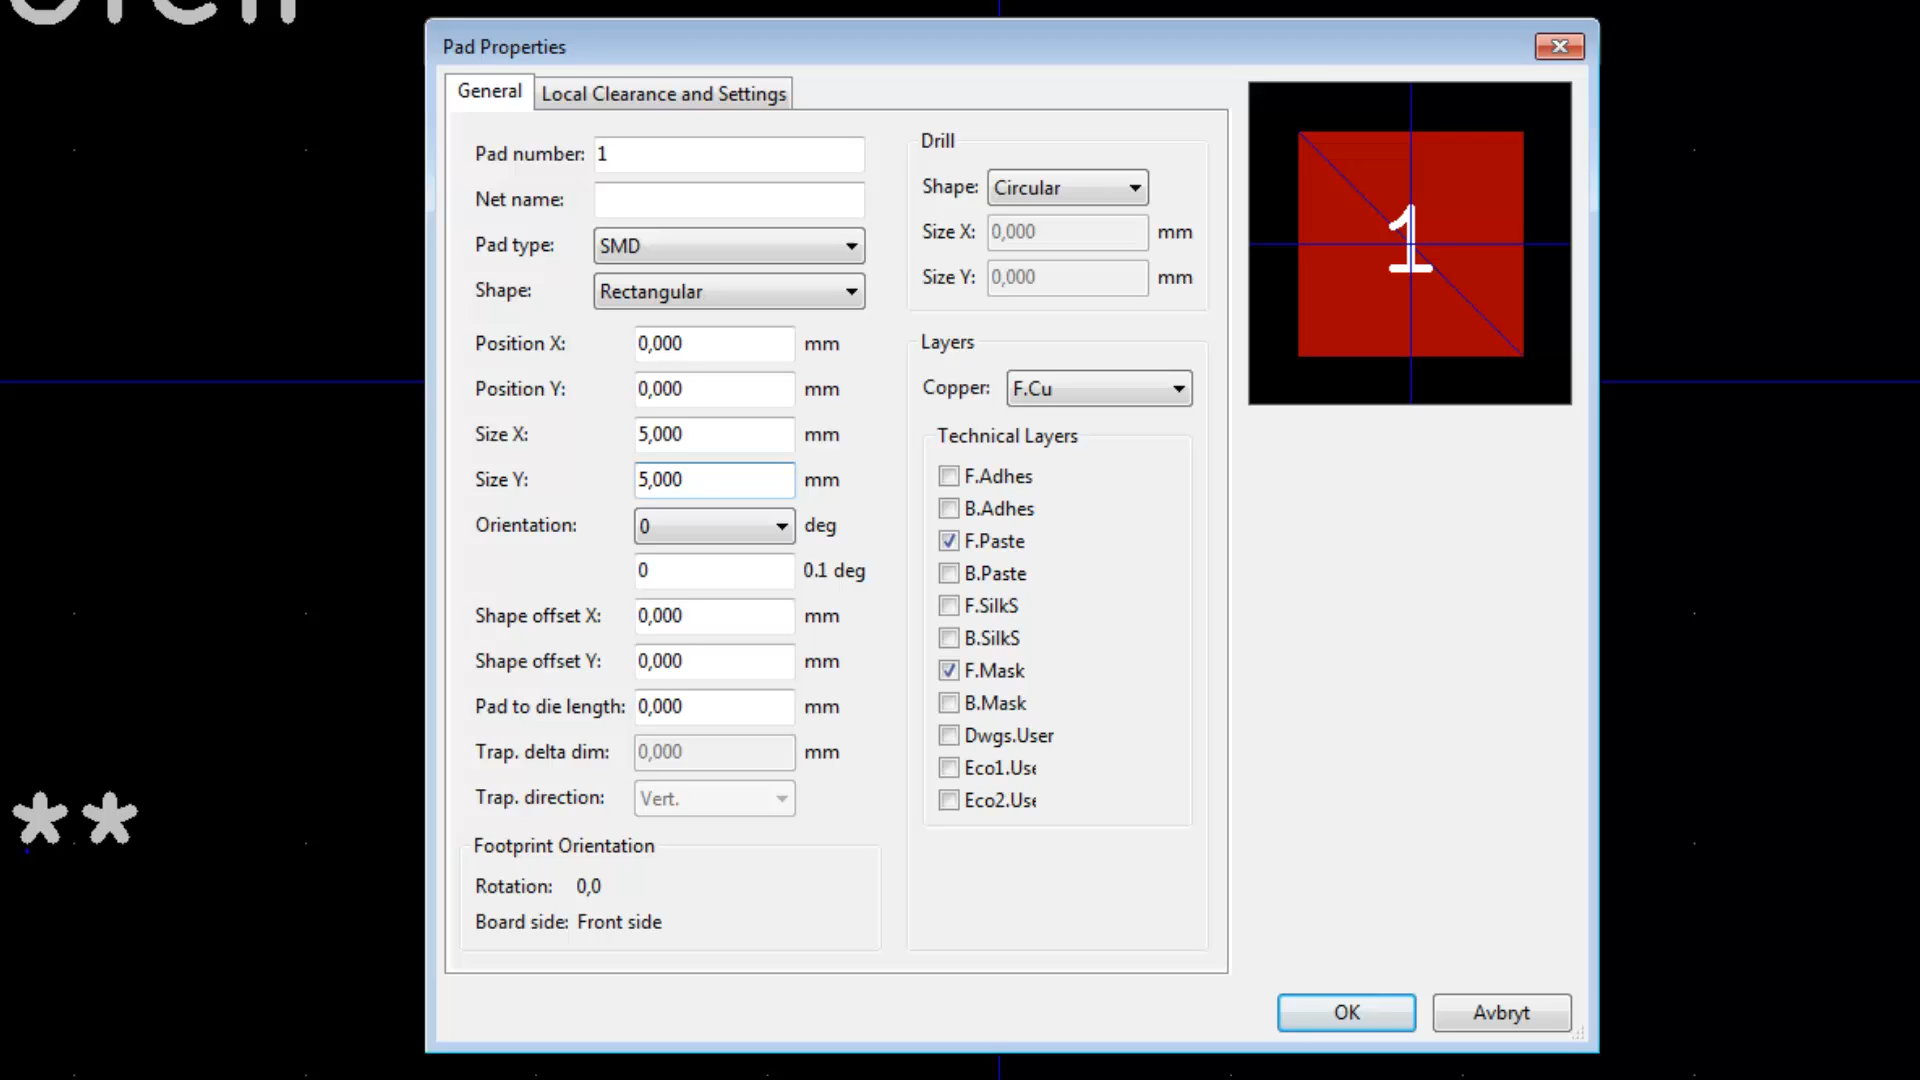 Pad Properties
General
Local Clearance and Settings
Pad number: 1
Net name:
Pad type: SMD
Shape: Rectangular
Position X: 0,000 mm
Position Y: 0,000 mm
Size X: 5,000 mm
Size Y: 5,000 mm
Orientation: 0 deg
0 0.1 deg
Shape offset X: 0,000 mm
Shape offset Y: 0,000 mm
Pad to die length: 0,000 mm
Trap. delta dim: 0,000 mm
Trap. direction: Vert.
Footprint Orientation
Rotation: 0,0
Board side: Front side
Drill
Shape: Circular
Size X: 0,000 mm
Size Y: 0,000 mm
Layers
Copper: F.Cu
Technical Layers
F.Adhes
B.Adhes
F.Paste
B.Paste
F.SilkS
B.SilkS
F.Mask
B.Mask
Dwgs.User
Eco1.Use
Eco2.Use
1
OK
Avbryt
**